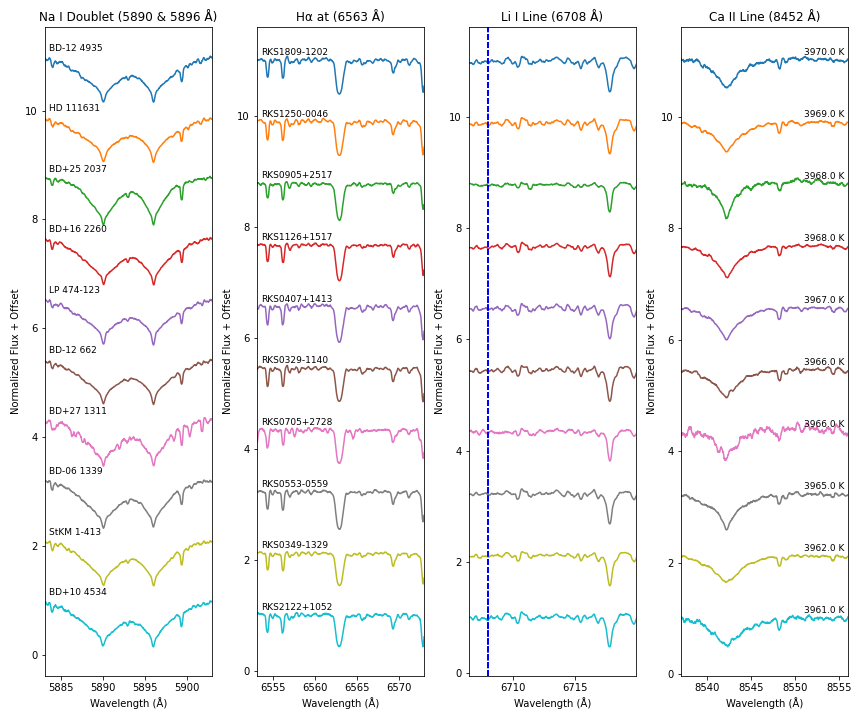 Na I Doublet (5890 & 5896 Å)
Hα at (6563 Å)
Li I Line (6708 Å)
Ca II Line (8452 Å)
Normalized Flux + Offset
10
8
6
4
2
0
BD-12 4935
HD 111631
BD+25 2037
BD+16 2260
LP 474-123
BD-12 662
BD+27 1311
BD-06 1339
StKM 1-413
BD+10 4534
5885
5890
5895
5900
Wavelength (Å)
Normalized Flux + Offset
10
8
6
4
2
0
RKS1809-1202
RKS1250-0046
RKS0905+2517
RKS1126+1517
RKS0407+1413
RKS0329-1140
RKS0705+2728
RKS0553-0559
RKS0349-1329
RKS2122+1052
6555
6560
6565
6570
Wavelength (Å)
Normalized Flux + Offset
10
8
6
4
2
0
6710
6715
Wavelength (Å)
Normalized Flux + Offset
10
8
6
4
2
0
3970.0 K
3969.0 K
3968.0 K
3968.0 K
3967.0 K
3966.0 K
3966.0 K
3965.0 K
3962.0 K
3961.0 K
8540
8545
8550
8555
Wavelength (Å)